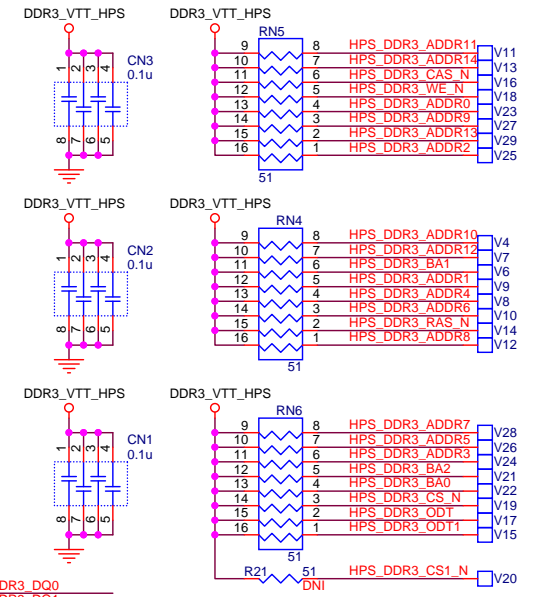 DDR3_VTT_HPS DDR3_VTT_HPS
RN5
CN3
0.1u
1 2 3 4
8 7 6 5
9 8 HPS_DDR3_ADDR11 V11
10 7 HPS_DDR3_ADDR14 V13
11 6 HPS_DDR3_CAS_N V16
12 5 HPS_DDR3_WE_N V18
13 4 HPS_DDR3_ADDR0 V23
14 3 HPS_DDR3_ADDR9 V27
15 2 HPS_DDR3_ADDR13 V29
16 1 HPS_DDR3_ADDR2 V25
51
DDR3_VTT_HPS DDR3_VTT_HPS
RN4
CN2
0.1u
1 2 3 4
8 7 6 5
9 8 HPS_DDR3_ADDR10 V4
10 7 HPS_DDR3_ADDR12 V7
11 6 HPS_DDR3_BA1 V6
12 5 HPS_DDR3_ADDR1 V9
13 4 HPS_DDR3_ADDR4 V8
14 3 HPS_DDR3_ADDR6 V10
15 2 HPS_DDR3_RAS_N V14
16 1 HPS_DDR3_ADDR8 V12
51
DDR3_VTT_HPS DDR3_VTT_HPS
RN6
CN1
0.1u
1 2 3 4
8 7 6 5
9 8 HPS_DDR3_ADDR7 V28
10 7 HPS_DDR3_ADDR5 V26
11 6 HPS_DDR3_ADDR3 V24
12 5 HPS_DDR3_BA2 V21
13 4 HPS_DDR3_BA0 V22
14 3 HPS_DDR3_CS_N V19
15 2 HPS_DDR3_ODT V17
16 1 HPS_DDR3_ODT1 V15
51
R21 51 HPS_DDR3_CS1_N V20
DNI
DR3_DQ0